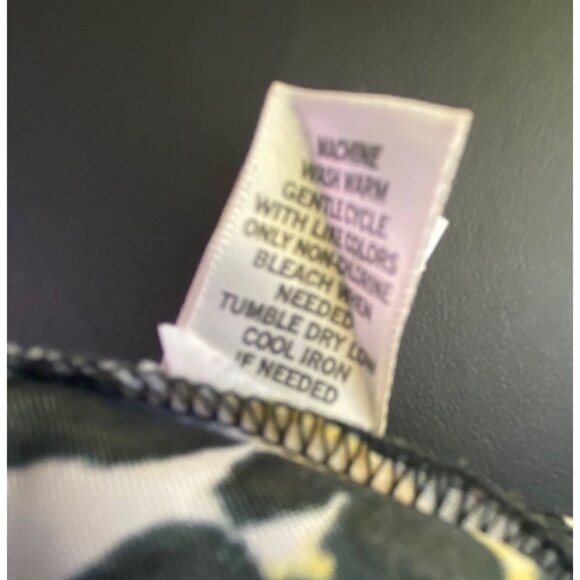 MACHINE
WASH WARM
GENTLE CYCLE
WITH LIKE COLORS
ONLY NON-CHLORINE
BLEACH WHEN
NEEDED
TUMBLE DRY LOW
COOL IRON
IF NEEDED